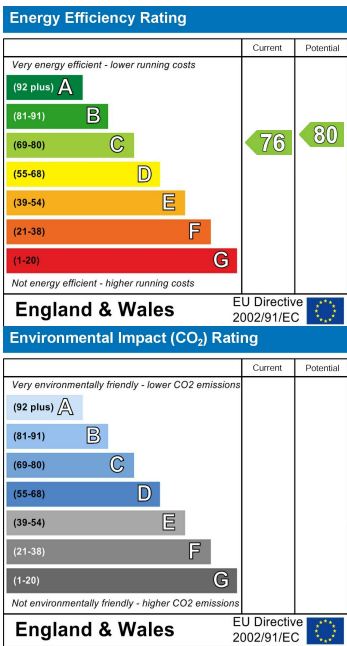 Energy Efficiency Rating
Current Potential
Very energy efficient - lower running costs
(92 plus) A
(81-91) B
(69-80) C
(55-68) D
(39-54) E
(21-38) F
(1-20) G
76 80
Not energy efficient - higher running costs
England & Wales
EU Directive
2002/91/EC
Environmental Impact (CO₂) Rating
Current Potential
Very environmentally friendly - lower CO2 emissions
(92 plus) A
(81-91) B
(69-80) C
(55-68) D
(39-54) E
(21-38) F
(1-20) G
Not environmentally friendly - higher CO2 emissions
England & Wales
EU Directive
2002/91/EC